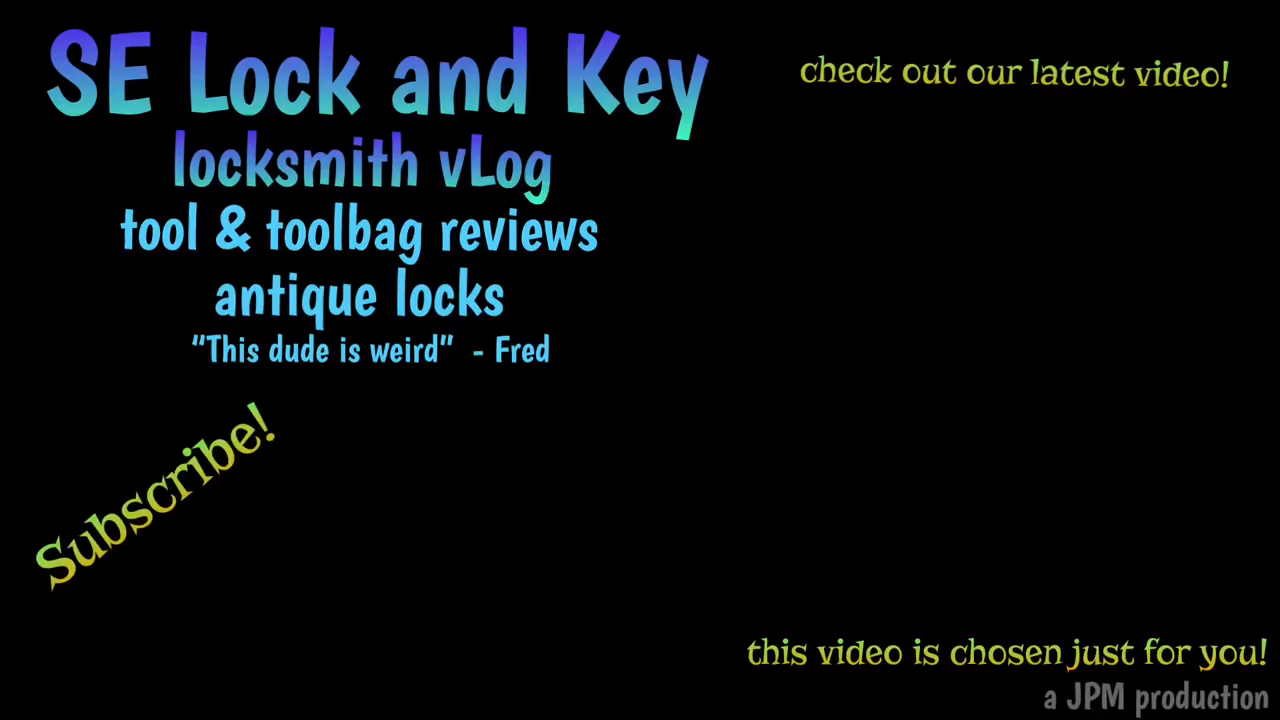 SE Lock and Key
locksmith vLog
tool & toolbag reviews
antique locks
“This dude is weird” - Fred
check out our latest video!
Subscribe!
this video is chosen just for you!
a JPM production